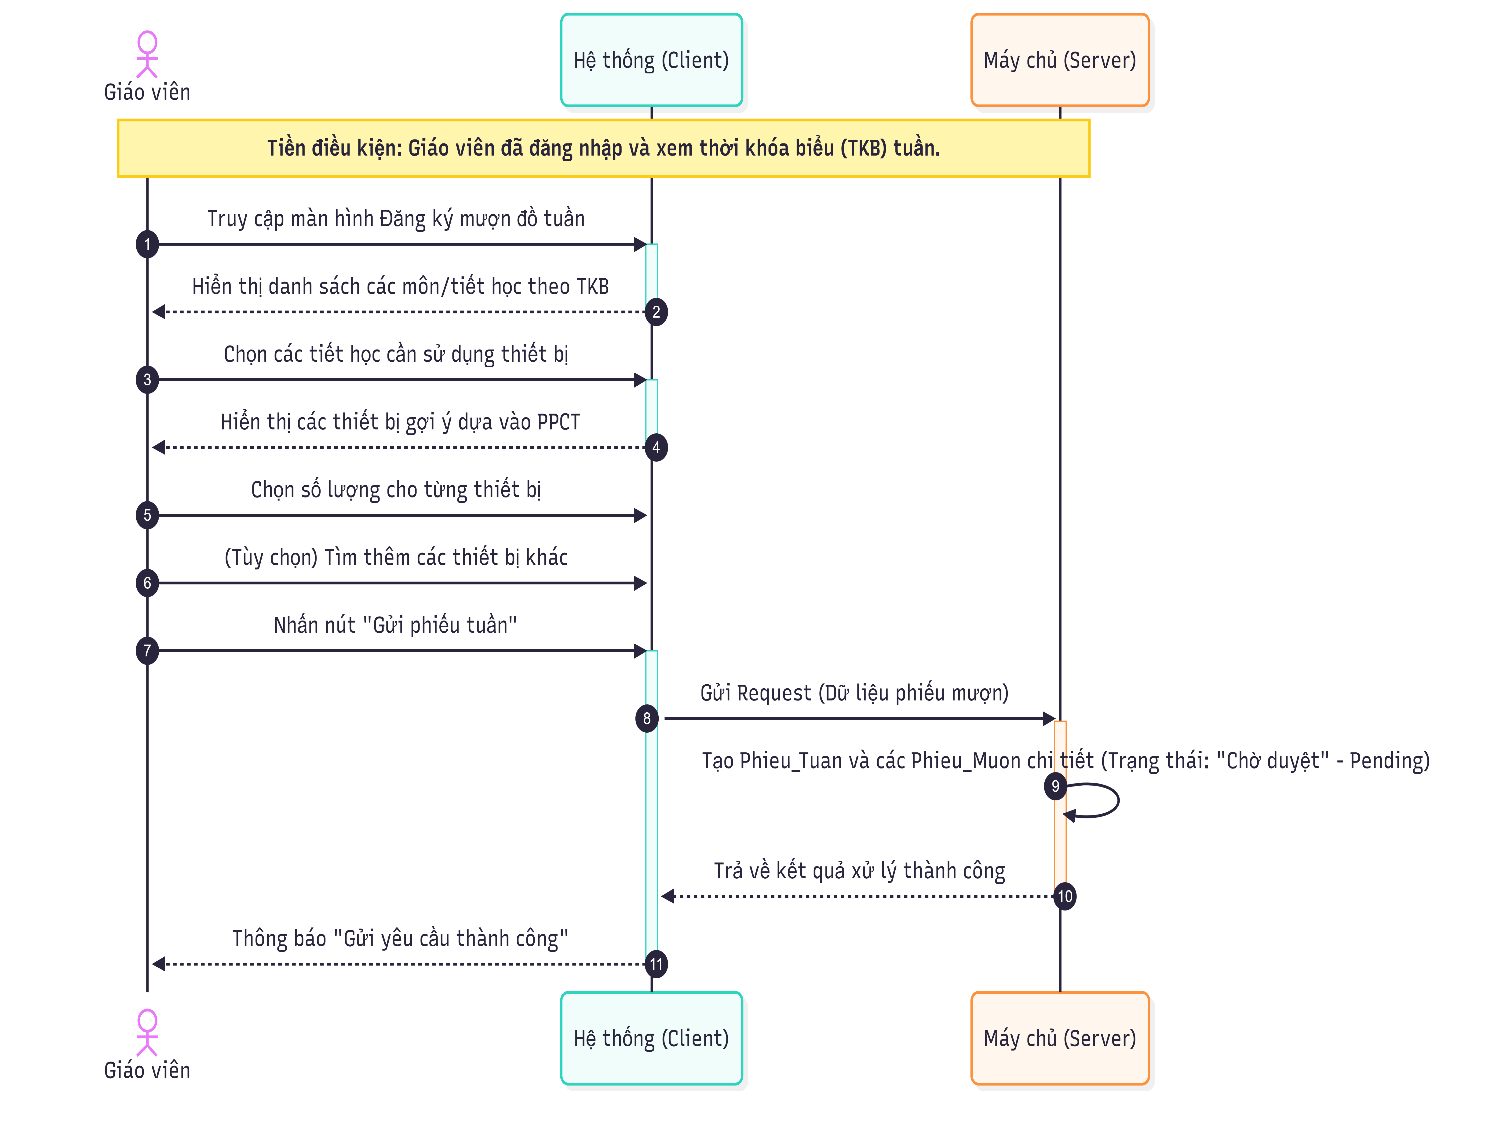 Hệ thống (Client)
Máy chủ (Server)
Giáo viên
Tiền điều kiện: Giáo viên đã đăng nhập và xem thời khóa biểu (TKB) tuần.
Truy cập màn hình Đăng ký mượn đồ tuần
1
Hiển thị danh sách các môn/tiết học theo TKB
2
Chọn các tiết học cần sử dụng thiết bị
3
Hiển thị các thiết bị gợi ý dựa vào PPCT
4
Chọn số lượng cho từng thiết bị
5
(Tùy chọn) Tìm thêm các thiết bị khác
6
Nhấn nút "Gửi phiếu tuần"
7
Gửi Request (Dữ liệu phiếu mượn)
8
Tạo Phieu_Tuan và các Phieu_Muon chi tiết (Trạng thái: "Chờ duyệt" - Pending)
9
Trả về kết quả xử lý thành công
10
Thông báo "Gửi yêu cầu thành công"
11
Hệ thống (Client)
Máy chủ (Server)
Giáo viên